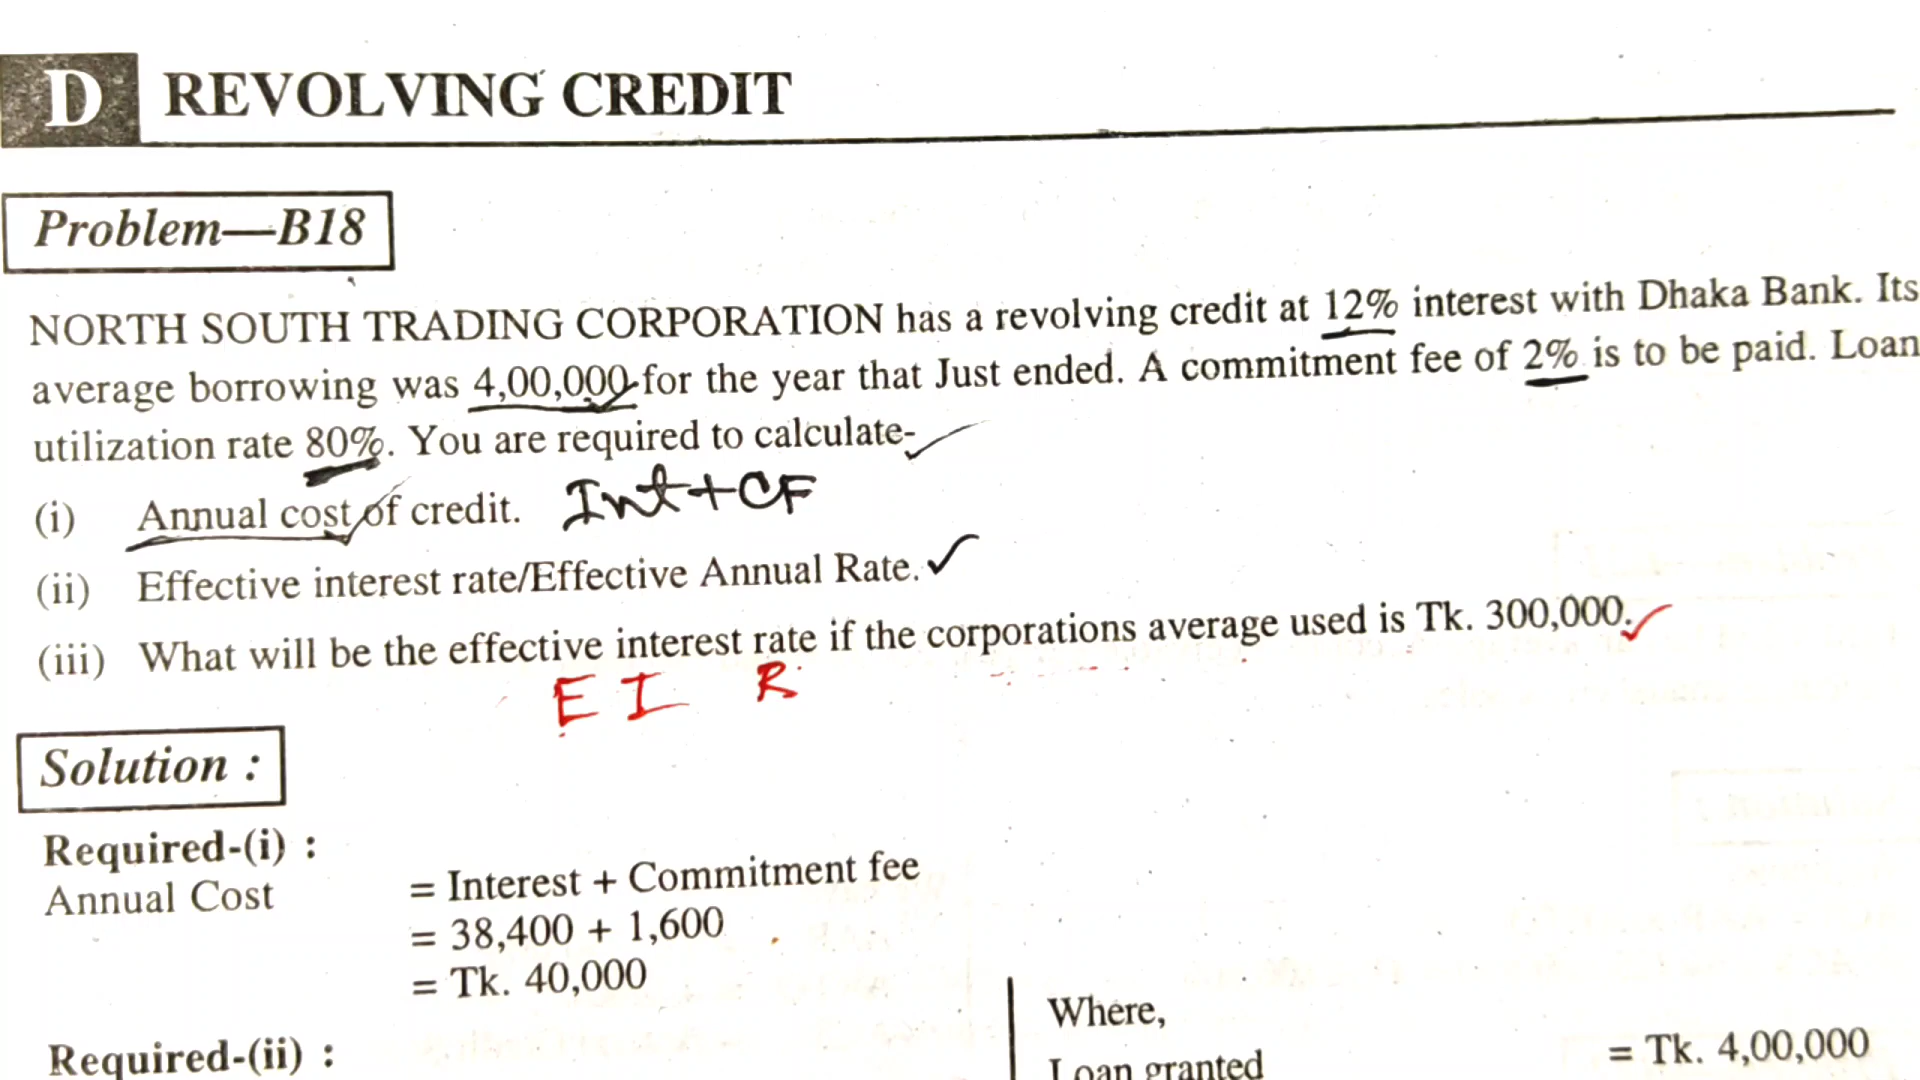 D REVOLVING CREDIT
Problem—B18
NORTH SOUTH TRADING CORPORATION has a revolving credit at 12% interest with Dhaka Bank. Its
average borrowing was 4,00,000 for the year that Just ended. A commitment fee of 2% is to be paid. Loan
utilization rate 80%. You are required to calculate-
(i) Annual cost of credit. Int+CF
(ii) Effective interest rate/Effective Annual Rate.
(iii) What will be the effective interest rate if the corporations average used is Tk. 300,000.
E I R
Solution :
Required-(i) :
Annual Cost = Interest + Commitment fee
= 38,400 + 1,600
= Tk. 40,000
Required-(ii) :
Where,
Loan granted = Tk. 4,00,000